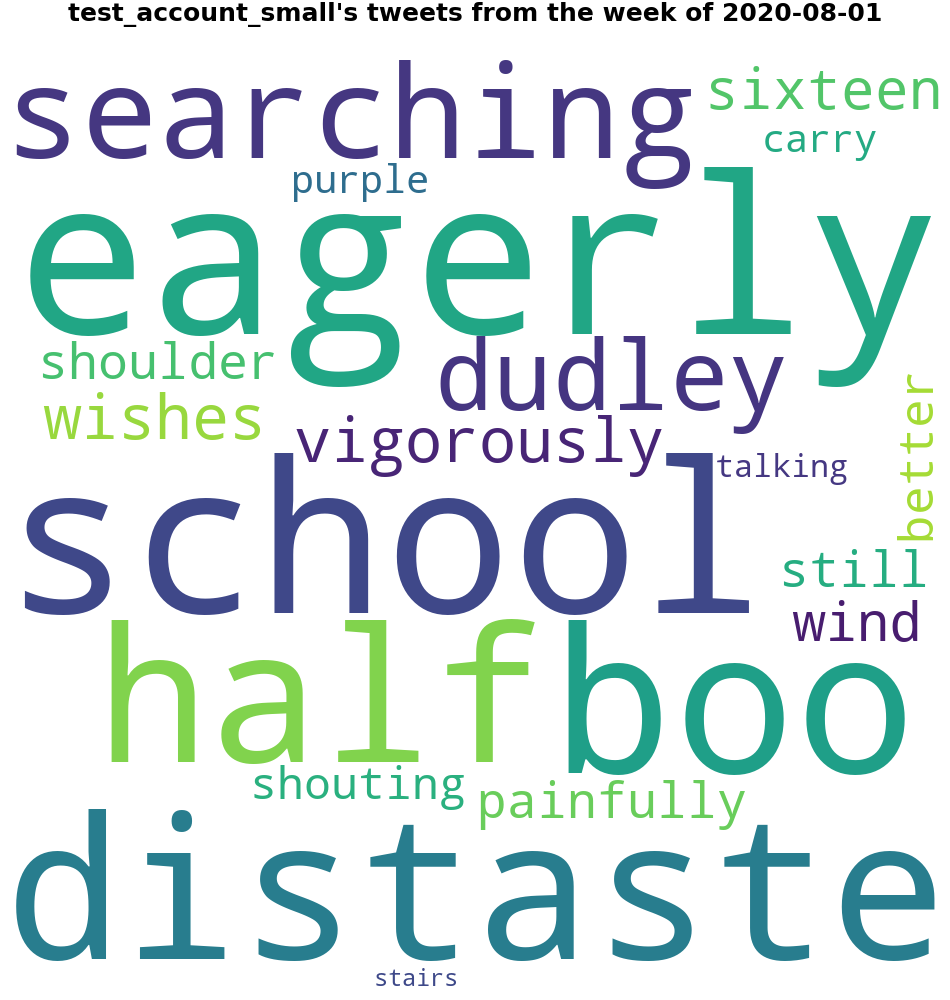 test_account_small's tweets from the week of 2020-08-01
searching
sixteen
carry
purple
eagerly
shoulder
dudley
wishes
vigorously
better
talking
school
still
wind
half
boo
shouting
painfully
distaste
stairs